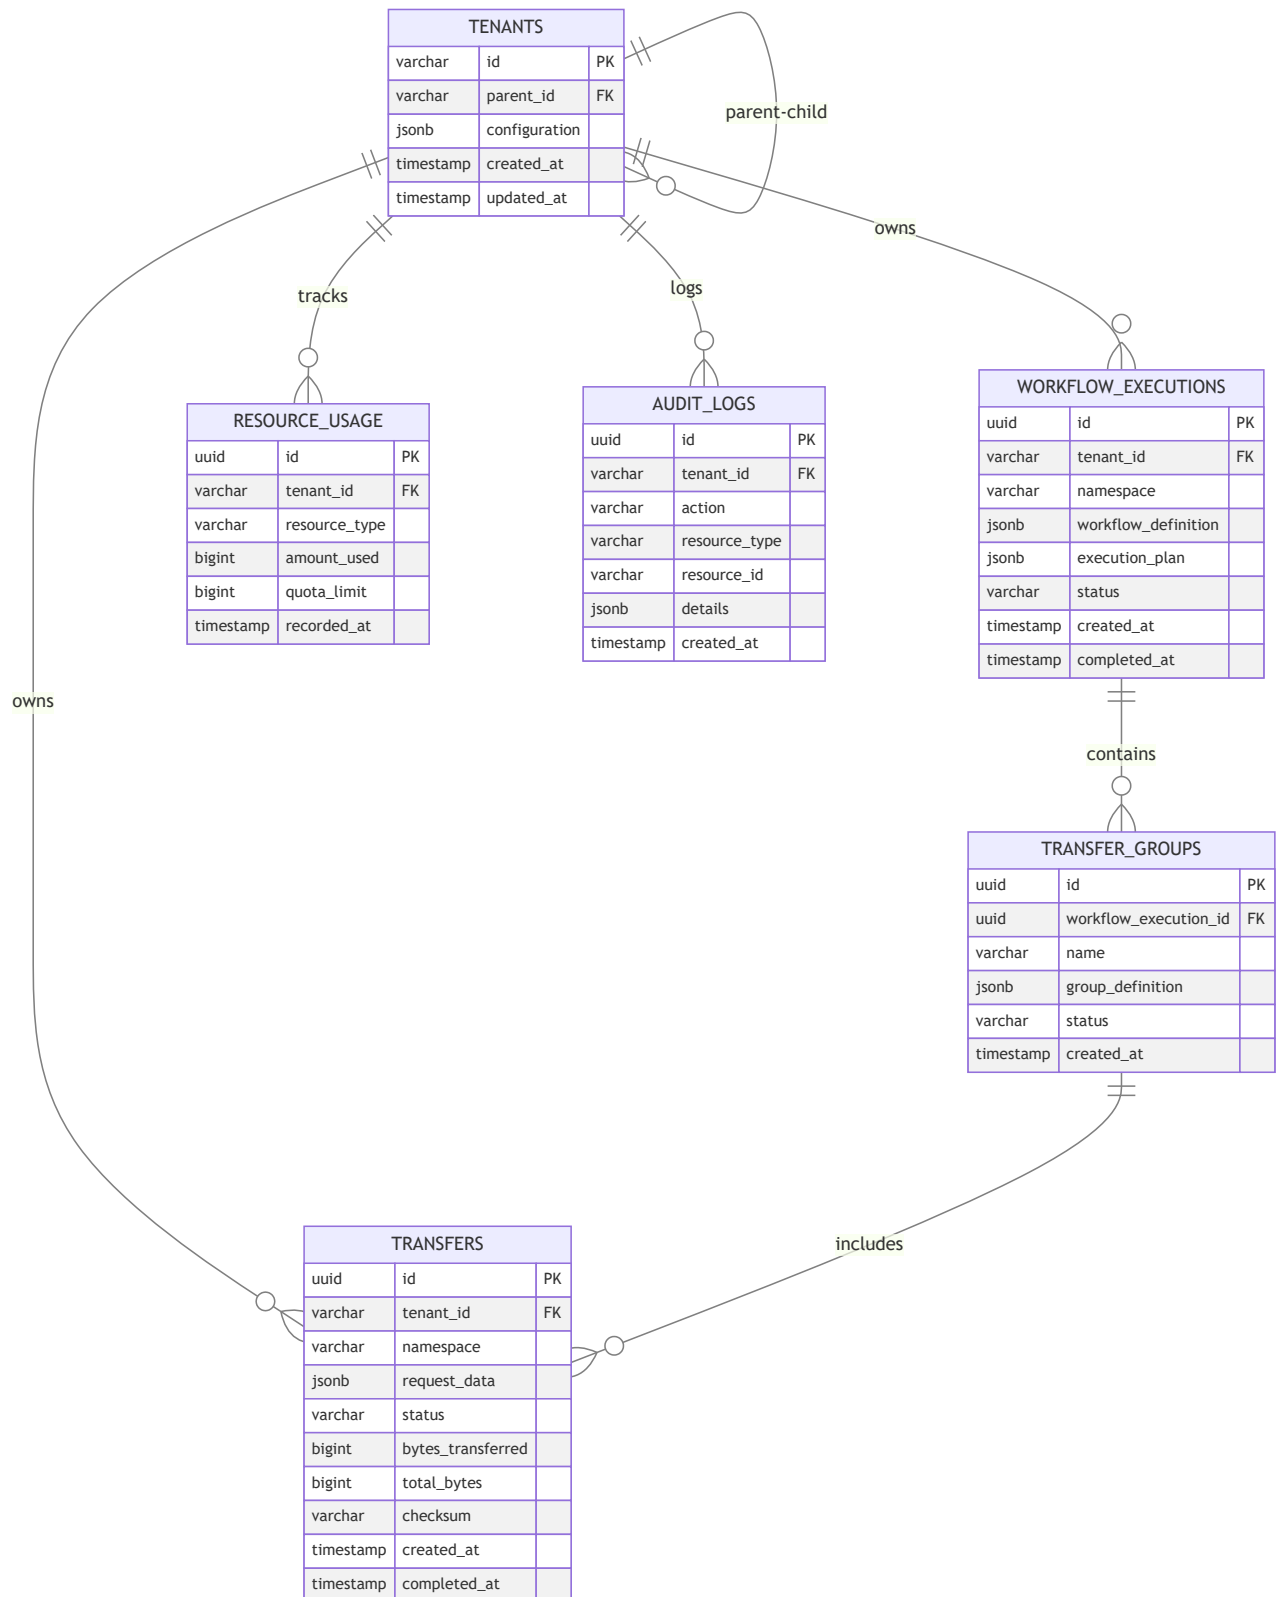 TENANTS
varchar id PK
varchar parent_id FK
jsonb configuration
timestamp created_at
timestamp updated_at
parent-child
owns
tracks
logs
RESOURCE_USAGE
uuid id PK
varchar tenant_id FK
varchar resource_type
bigint amount_used
bigint quota_limit
timestamp recorded_at
AUDIT_LOGS
uuid id PK
varchar tenant_id FK
varchar action
varchar resource_type
varchar resource_id
jsonb details
timestamp created_at
WORKFLOW_EXECUTIONS
uuid id PK
varchar tenant_id FK
varchar namespace
jsonb workflow_definition
jsonb execution_plan
varchar status
timestamp created_at
timestamp completed_at
owns
contains
TRANSFER_GROUPS
uuid id PK
uuid workflow_execution_id FK
varchar name
jsonb group_definition
varchar status
timestamp created_at
includes
TRANSFERS
uuid id PK
varchar tenant_id FK
varchar namespace
jsonb request_data
varchar status
bigint bytes_transferred
bigint total_bytes
varchar checksum
timestamp created_at
timestamp completed_at